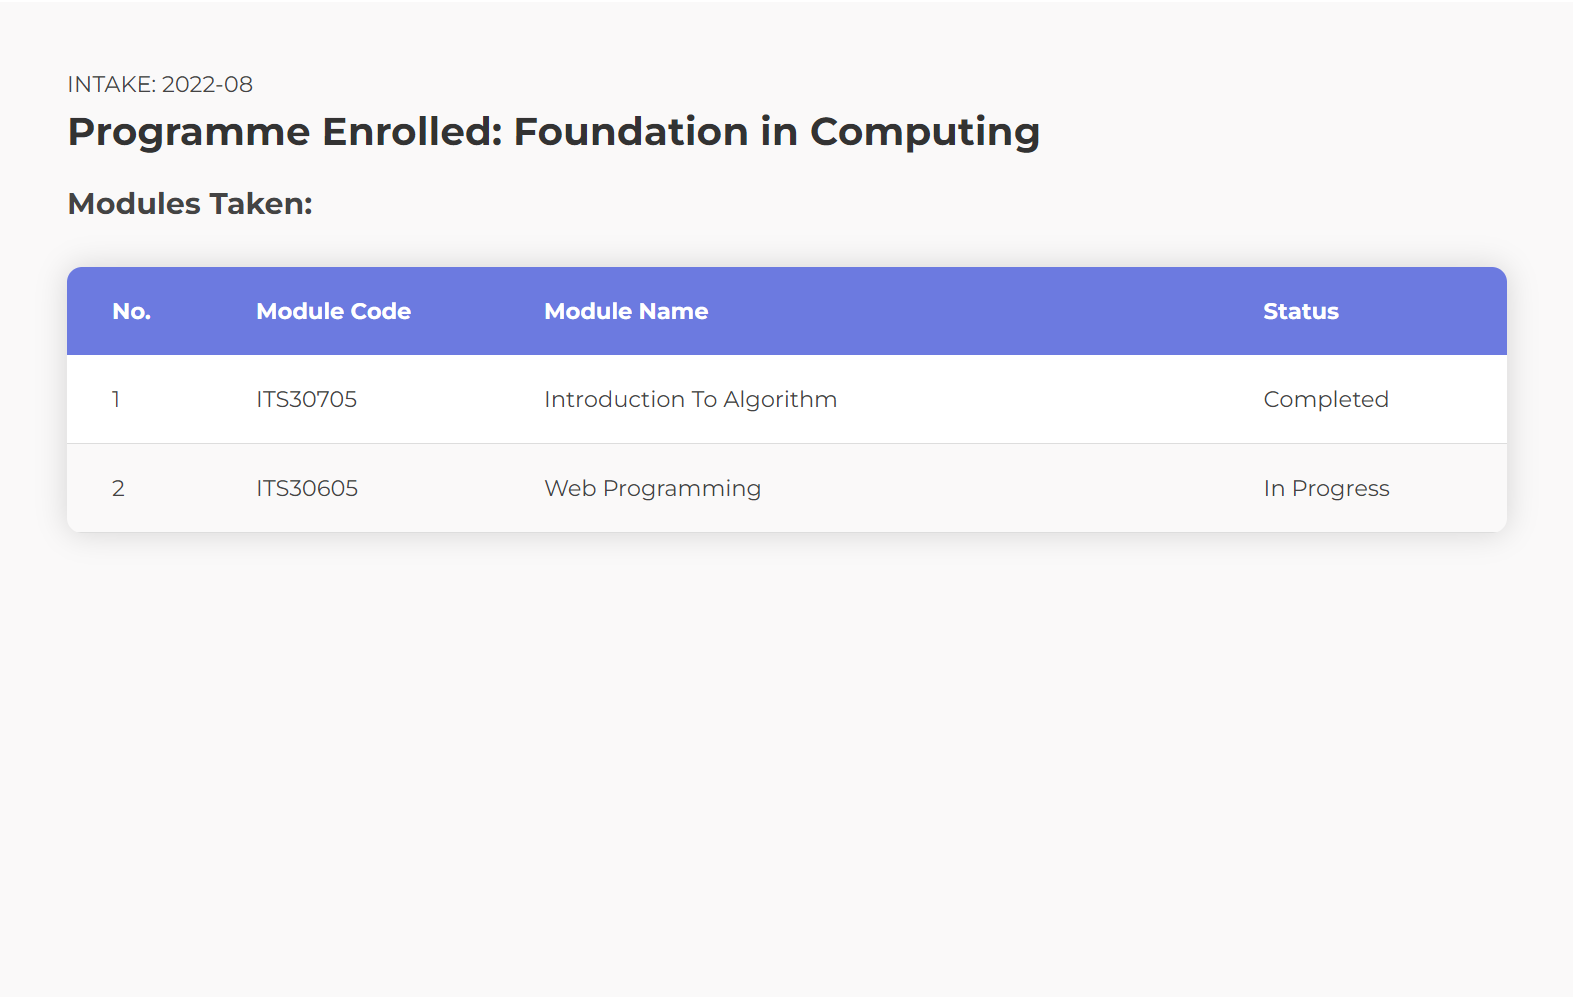 INTAKE: 2022-08
Programme Enrolled: Foundation in Computing
Modules Taken:
No. Module Code Module Name Status
1 ITS30705 Introduction To Algorithm Completed
2 ITS30605 Web Programming In Progress